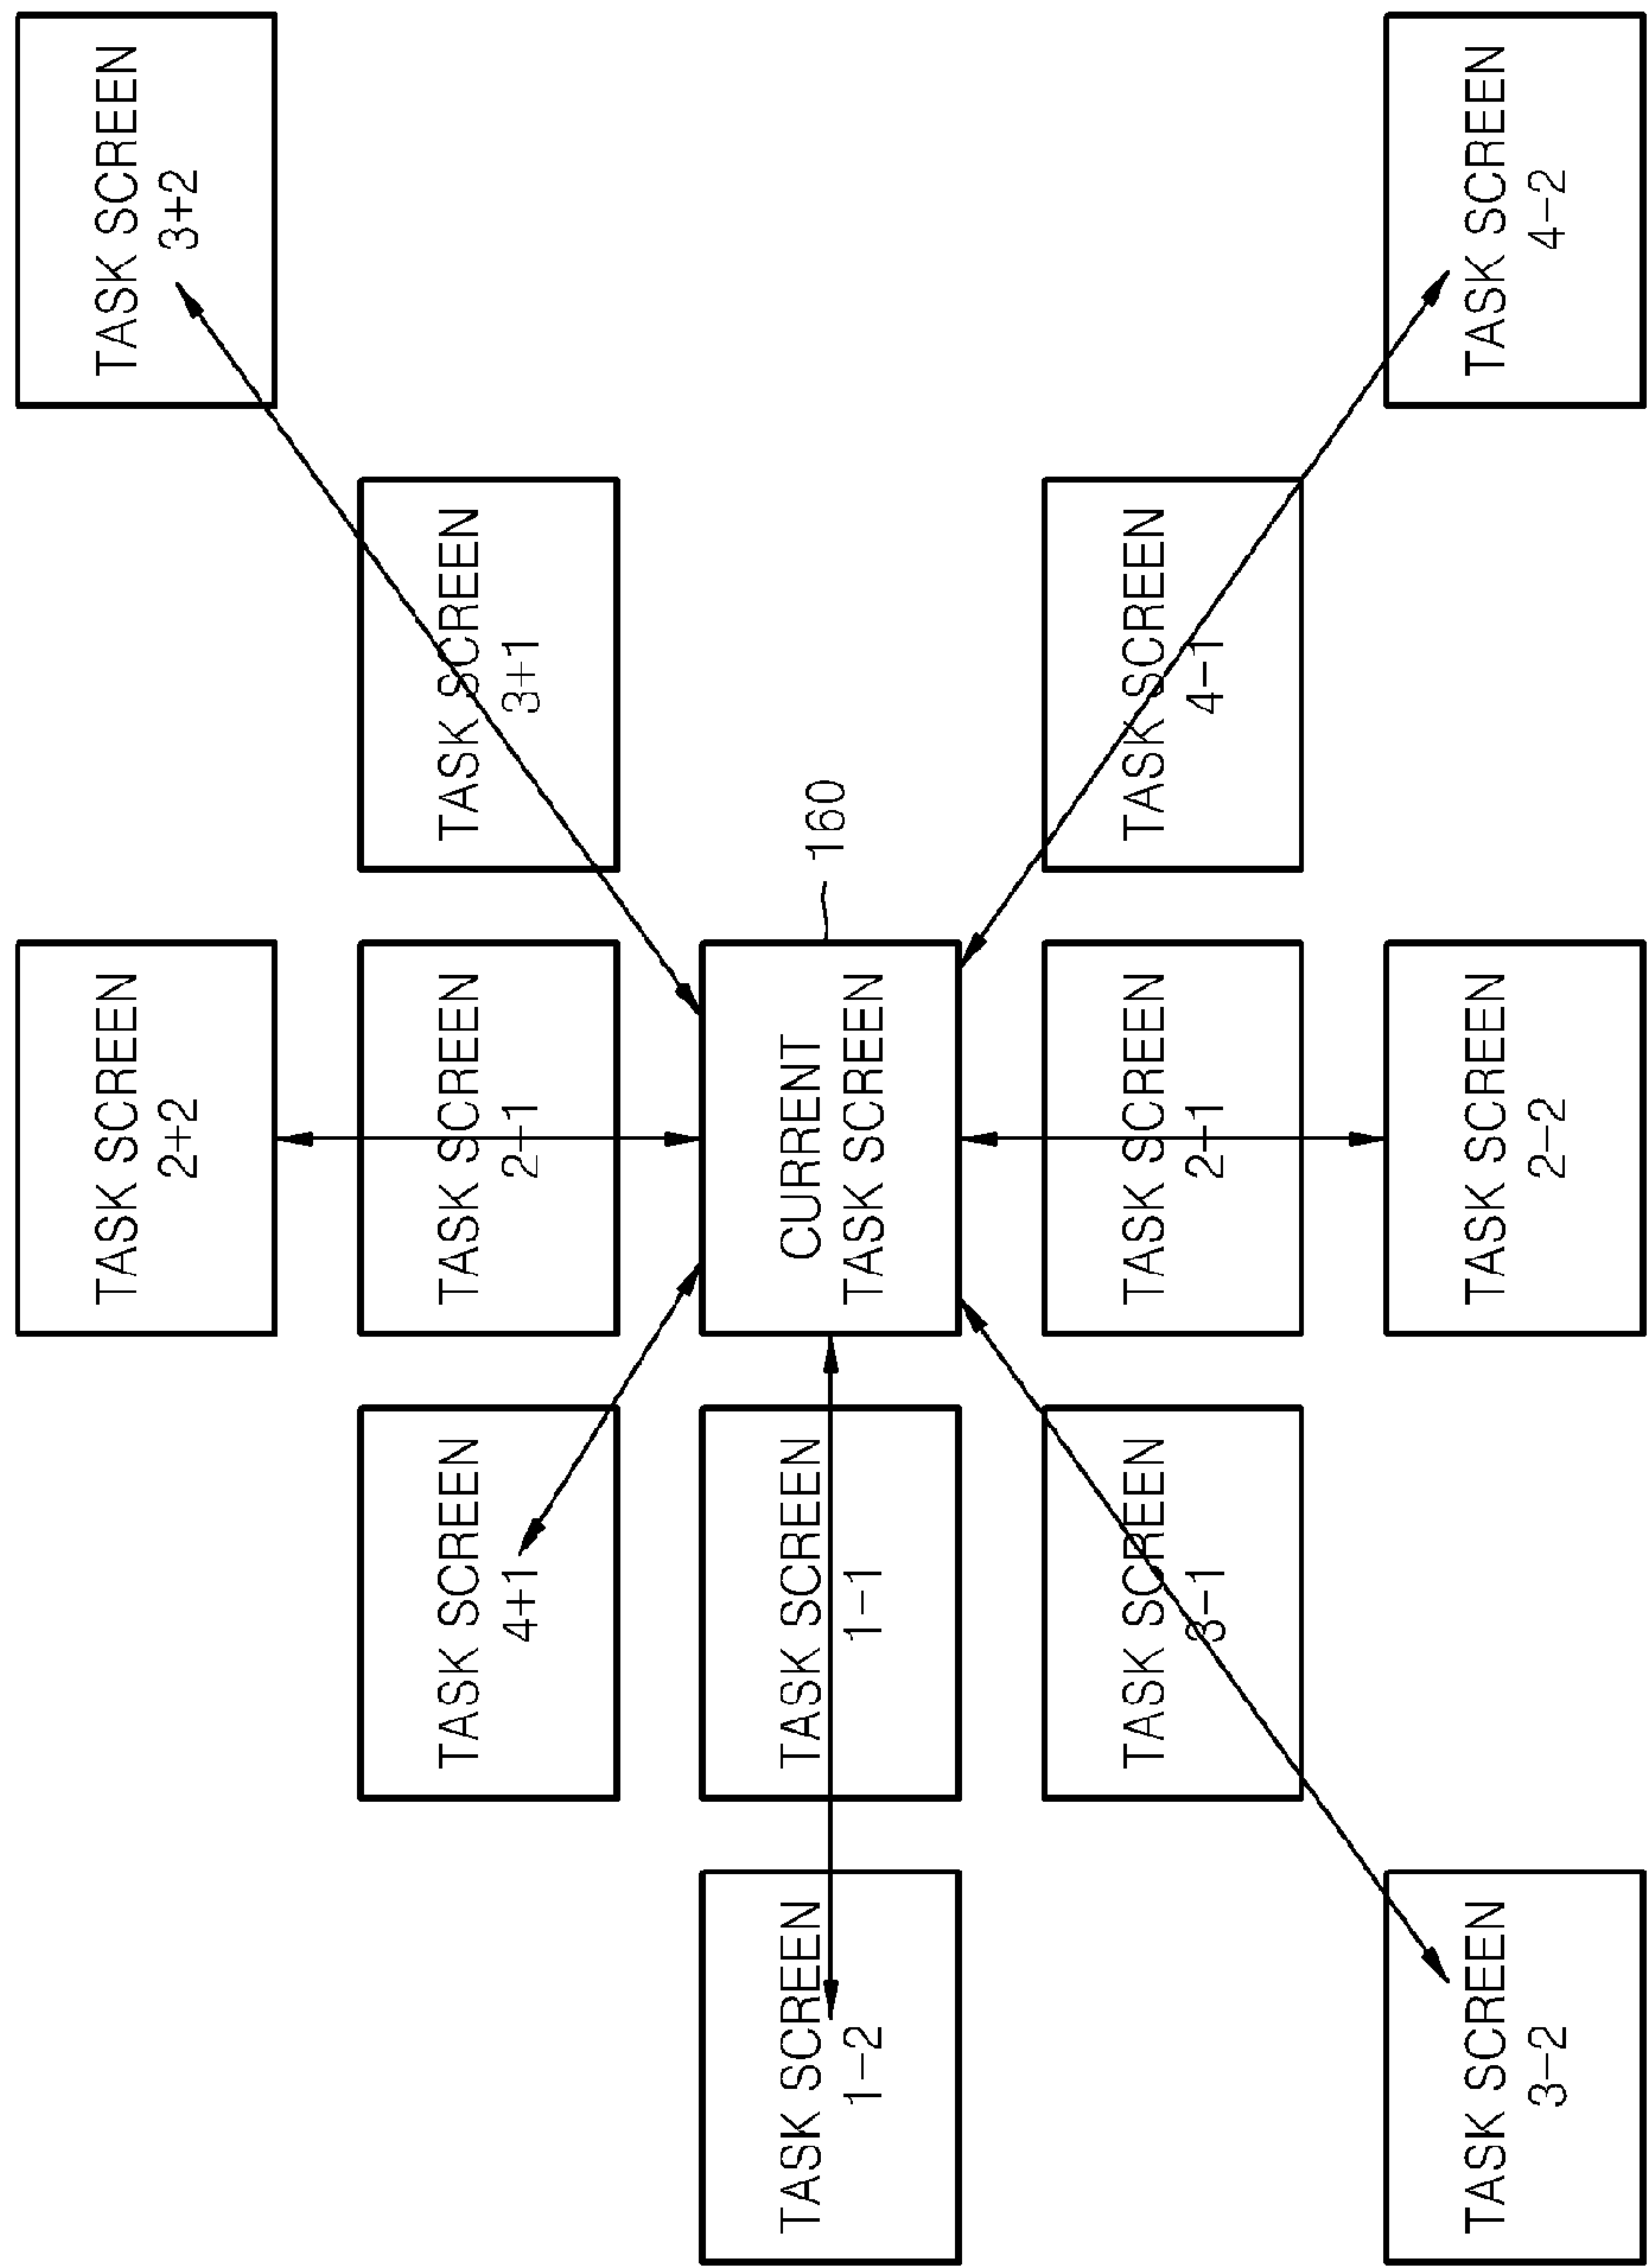 TASK SCREEN
2+2
TASK SCREEN
3+2
TASK SCREEN
4+1
TASK SCREEN
2+1
TASK SCREEN
3+1
TASK SCREEN
1-2
TASK SCREEN
1-1
CURRENT
TASK SCREEN
160
TASK SCREEN
3-1
TASK SCREEN
2-1
TASK SCREEN
4-1
TASK SCREEN
3-2
TASK SCREEN
2-2
TASK SCREEN
4-2